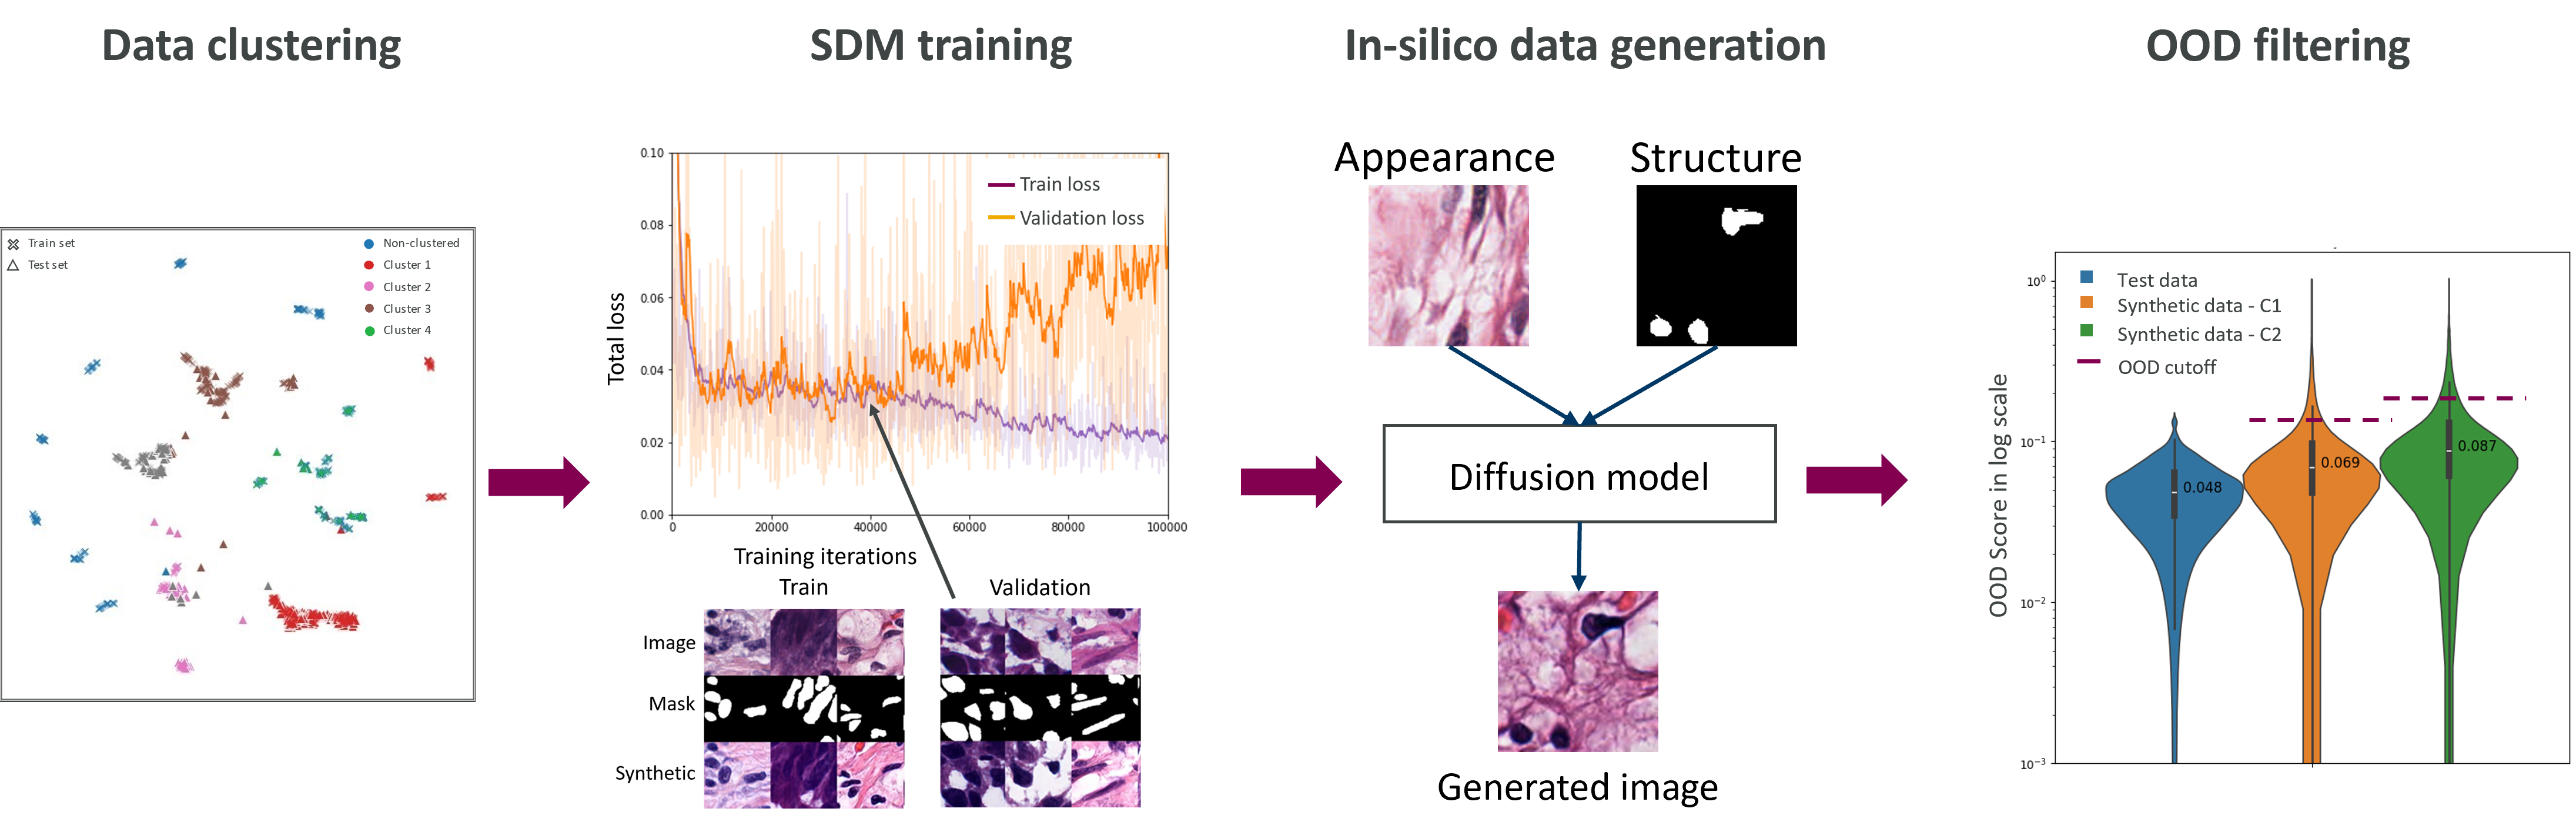 Data clustering
SDM training
In-silico data generation
OOD filtering
Train set
Test set
Non-clustered
Cluster 1
Cluster 2
Cluster 3
Cluster 4
Total loss
0.10
0.08
0.06
0.04
0.02
0.00
Train loss
Validation loss
0 20000 40000 60000 80000 100000
Training iterations
Train
Validation
Image
Mask
Synthetic
Appearance
Structure
Diffusion model
Generated image
OOD Score in log scale
10⁰
10⁻¹
10⁻²
10⁻³
Test data
Synthetic data - C1
Synthetic data - C2
OOD cutoff
0.048
0.069
0.087